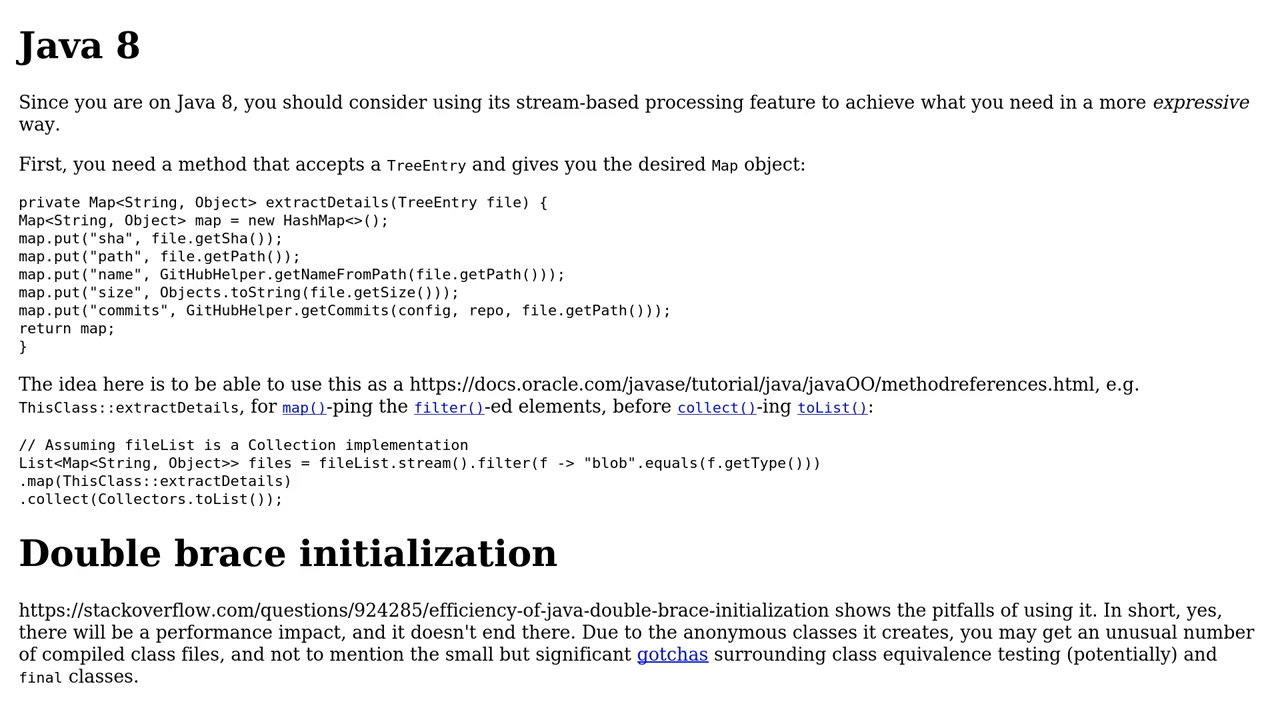 Java 8
Since you are on Java 8, you should consider using its stream-based processing feature to achieve what you need in a more expressive
way.
First, you need a method that accepts a TreeEntry and gives you the desired Map object:
private Map<String, Object> extractDetails(TreeEntry file) {
Map<String, Object> map = new HashMap<>();
map.put("sha", file.getSha());
map.put("path", file.getPath());
map.put("name", GitHubHelper.getNameFromPath(file.getPath()));
map.put("size", Objects.toString(file.getSize()));
map.put("commits", GitHubHelper.getCommits(config, repo, file.getPath()));
return map;
}
The idea here is to be able to use this as a https://docs.oracle.com/javase/tutorial/java/javaOO/methodreferences.html, e.g.
ThisClass::extractDetails, for map()-ping the filter()-ed elements, before collect()-ing toList():
// Assuming fileList is a Collection implementation
List<Map<String, Object>> files = fileList.stream().filter(f -> "blob".equals(f.getType()))
.map(ThisClass::extractDetails)
.collect(Collectors.toList());
Double brace initialization
https://stackoverflow.com/questions/924285/efficiency-of-java-double-brace-initialization shows the pitfalls of using it. In short, yes,
there will be a performance impact, and it doesn't end there. Due to the anonymous classes it creates, you may get an unusual number
of compiled class files, and not to mention the small but significant gotchas surrounding class equivalence testing (potentially) and
final classes.